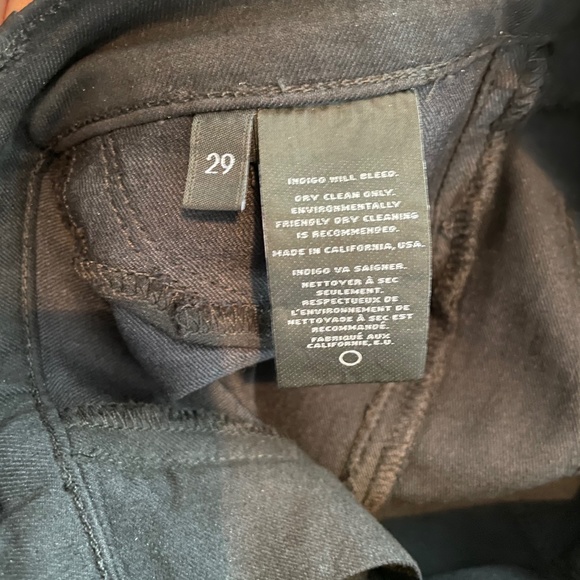 29
INDIGO WILL BLEED.
DRY CLEAN ONLY.
ENVIRONMENTALLY
FRIENDLY DRY CLEANING
IS RECOMMENDED.
MADE IN CALIFORNIA, USA.
INDIGO VA SAIGNER.
NETTOYER À SEC
SEULEMENT.
RESPECTUEUX DE
L'ENVIRONNEMENT DE
NETTOYAGE À SEC EST
RECOMMANDÉ.
FABRIQUÉ AUX
CALIFORNIE, E.U.